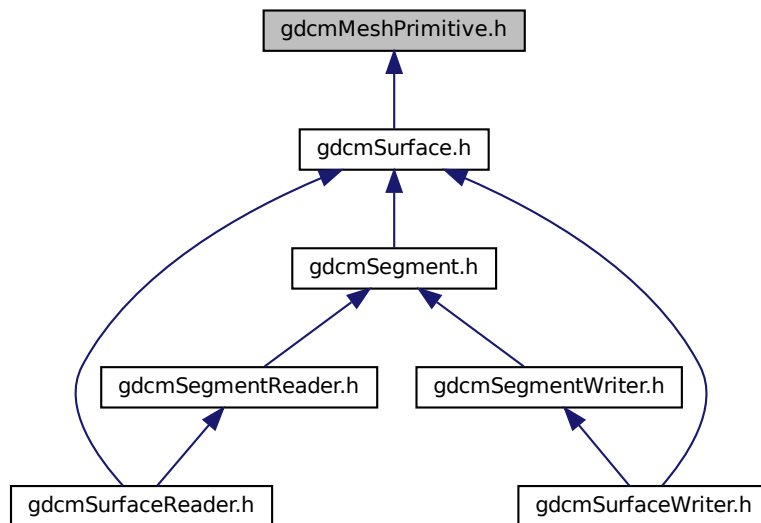 gdcmMeshPrimitive.h
gdcmSurface.h
gdcmSegment.h
gdcmSegmentReader.h
gdcmSegmentWriter.h
gdcmSurfaceReader.h
gdcmSurfaceWriter.h